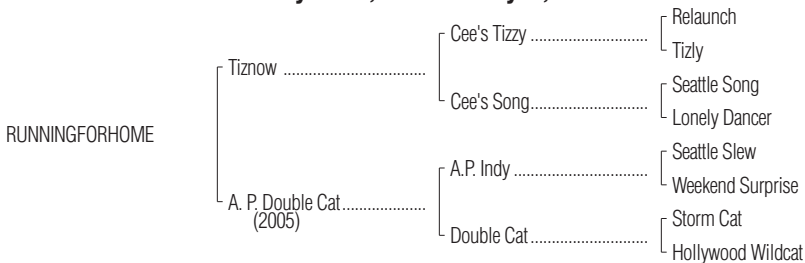 Relaunch
Cee's Tizzy
Tizly
Tiznow
Seattle Song
Cee's Song
Lonely Dancer
RUNNINGFORHOME
Seattle Slew
A.P. Indy
Weekend Surprise
A. P. Double Cat
(2005)
Storm Cat
Double Cat
Hollywood Wildcat